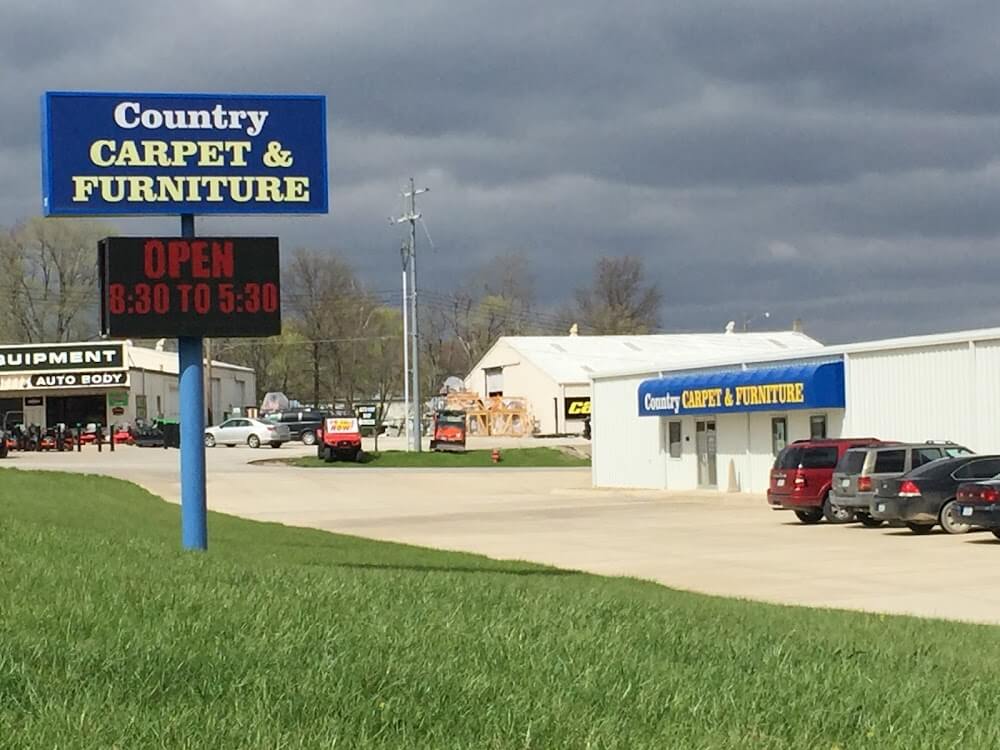 Country
CARPET &
FURNITURE
OPEN
8:30 TO 5:30
UIPMENT
AUTO BODY
Country CARPET & FURNITURE